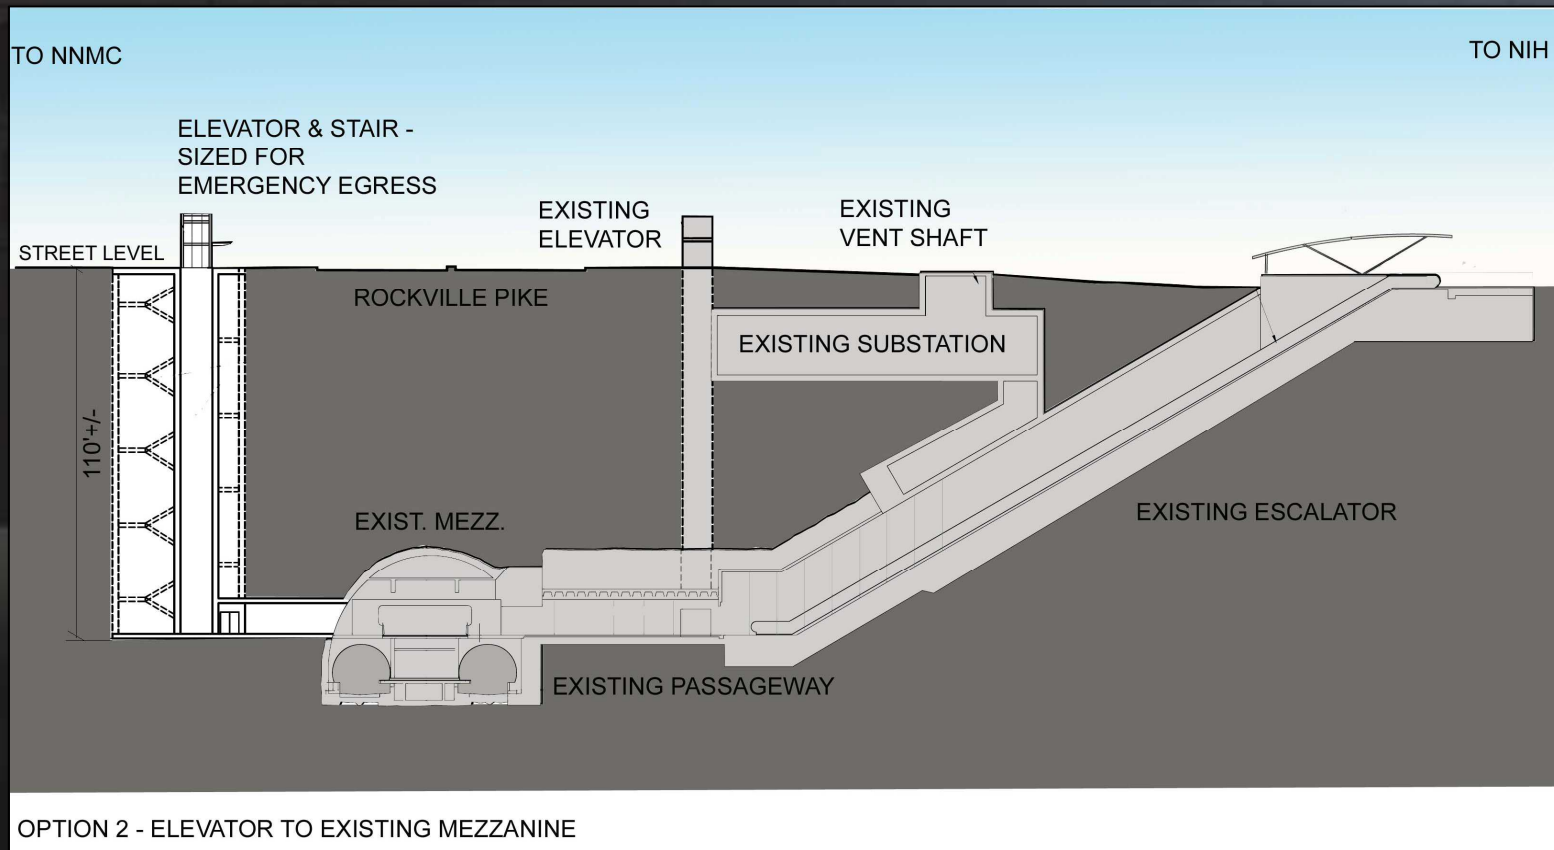 TO NNMC
TO NIH
ELEVATOR & STAIR -
SIZED FOR
EMERGENCY EGRESS
EXISTING
ELEVATOR
EXISTING
VENT SHAFT
STREET LEVEL
ROCKVILLE PIKE
EXISTING SUBSTATION
110'+/-
EXIST. MEZZ.
EXISTING ESCALATOR
EXISTING PASSAGEWAY
OPTION 2 - ELEVATOR TO EXISTING MEZZANINE